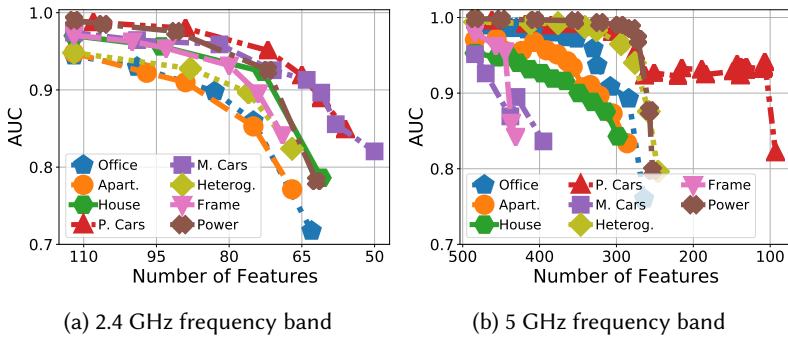 1.0
0.9
0.8
0.7
AUC
Office
Apart.
House
P. Cars
M. Cars
Heterog.
Frame
Power
110 95 80 65 50
Number of Features
(a) 2.4 GHz frequency band
1.0
0.9
0.8
0.7
AUC
Office
Apart.
House
P. Cars
M. Cars
Heterog.
Frame
Power
500 400 300 200 100
Number of Features
(b) 5 GHz frequency band